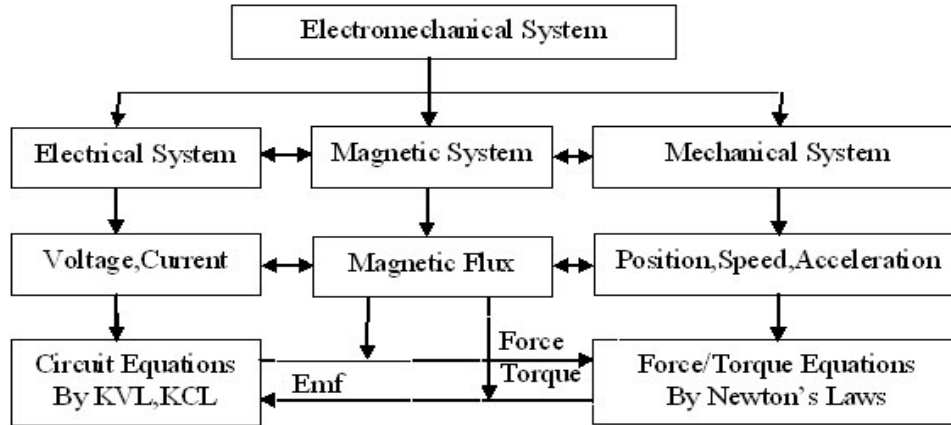 Electromechanical System
Electrical System
Magnetic System
Mechanical System
Voltage,Current
Magnetic Flux
Position,Speed,Acceleration
Circuit Equations
By KVL,KCL
Force
Torque
Emf
Force/Torque Equations
By Newton's Laws